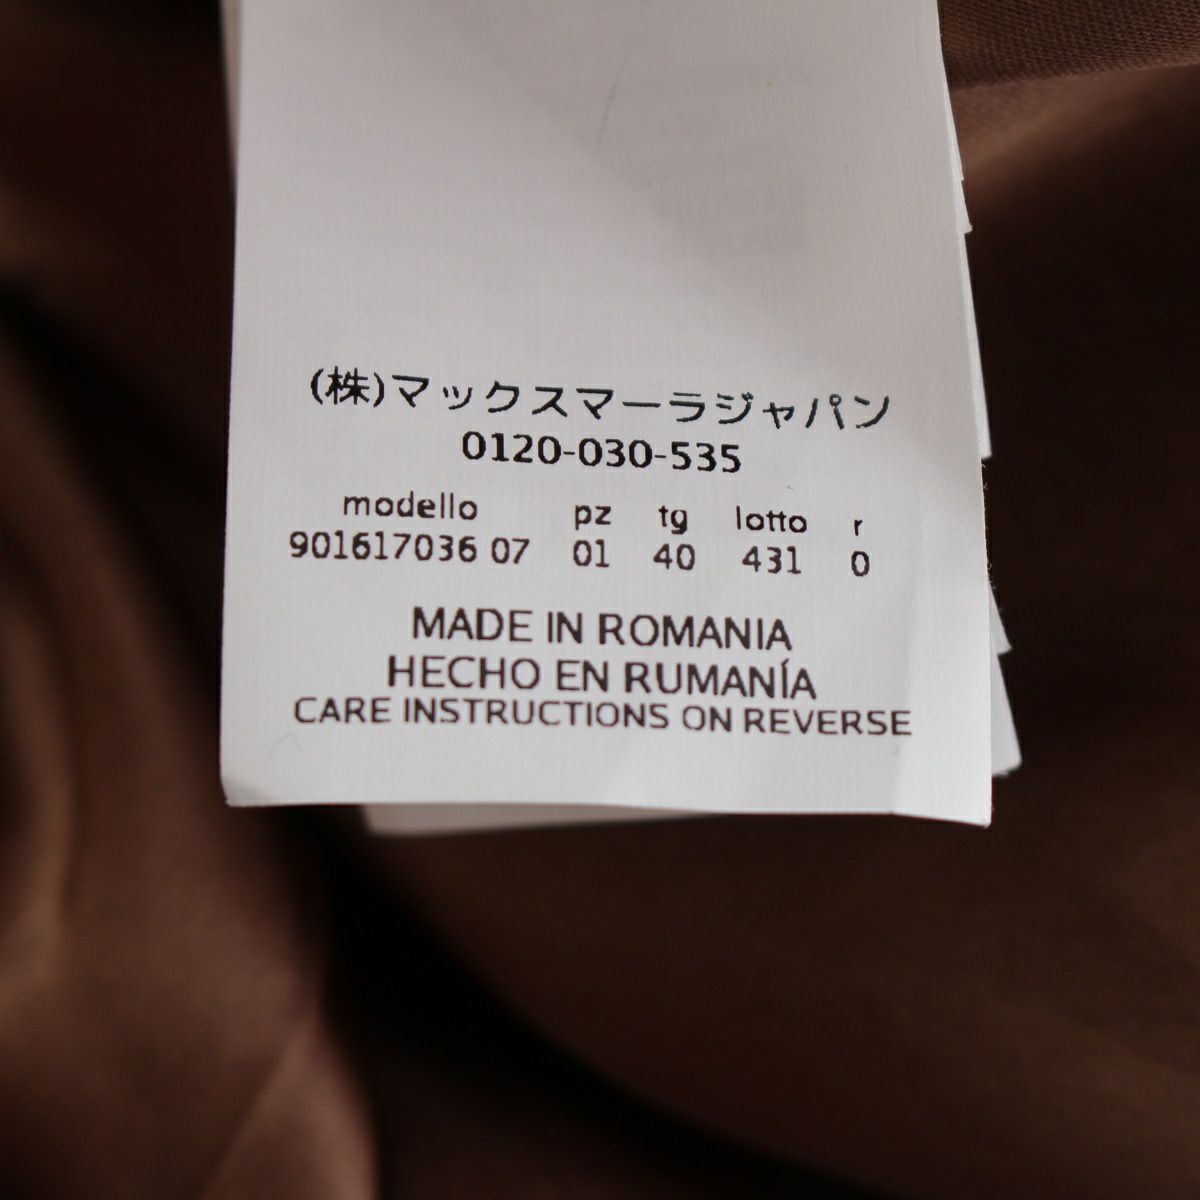 (株)マックスマーラジャパン
0120-030-535
modello pz tg lotto r
901617036 07 01 40 431 0
MADE IN ROMANIA
HECHO EN RUMANÍA
CARE INSTRUCTIONS ON REVERSE